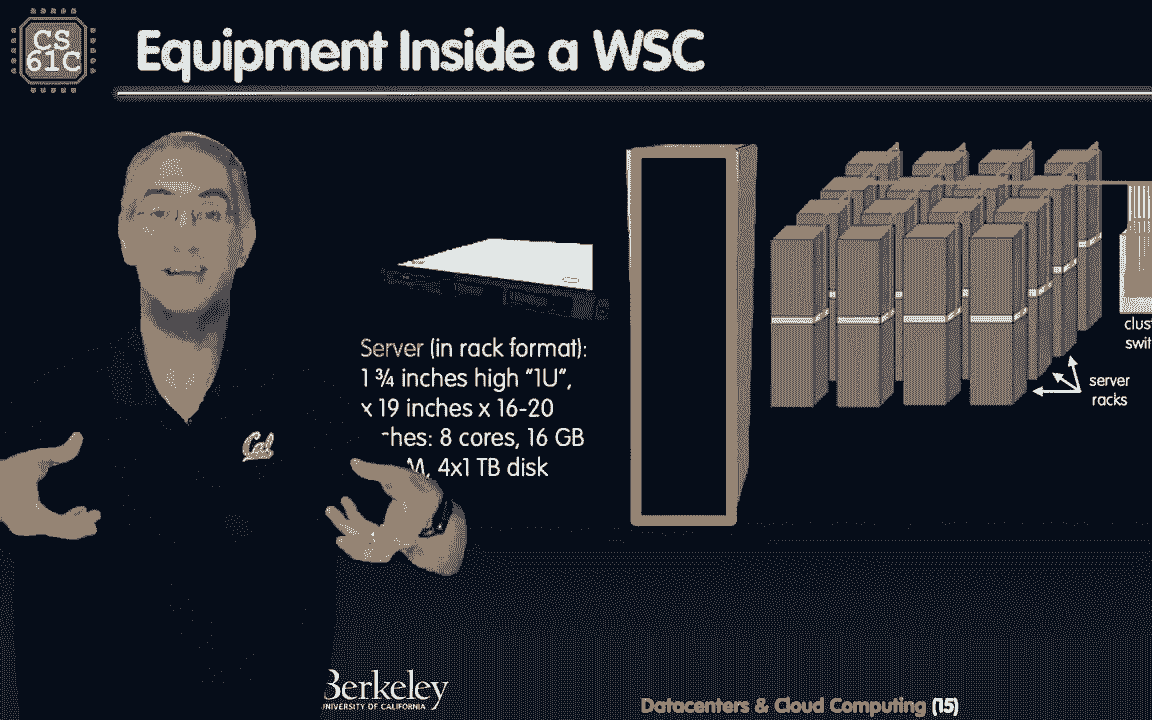 CS
61C
Equipment Inside a WSC
Server (in rack format):
1 ¾ inches high "1U",
x 19 inches x 16-20
8 cores, 16 GB
4x1 TB disk
server
racks
Cal
Berkeley
UNIVERSITY OF CALIFORNIA
Datacenters & Cloud Computing (15)